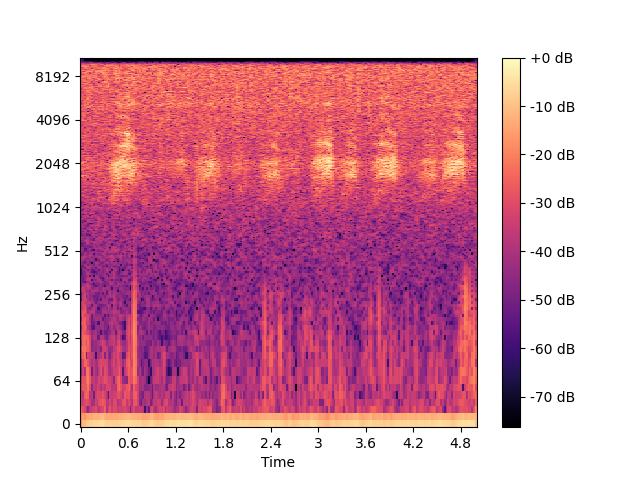 8192
4096
2048
1024
512
256
128
64
0
Hz
0 0.6 1.2 1.8 2.4 3 3.6 4.2 4.8
Time
+0 dB
-10 dB
-20 dB
-30 dB
-40 dB
-50 dB
-60 dB
-70 dB